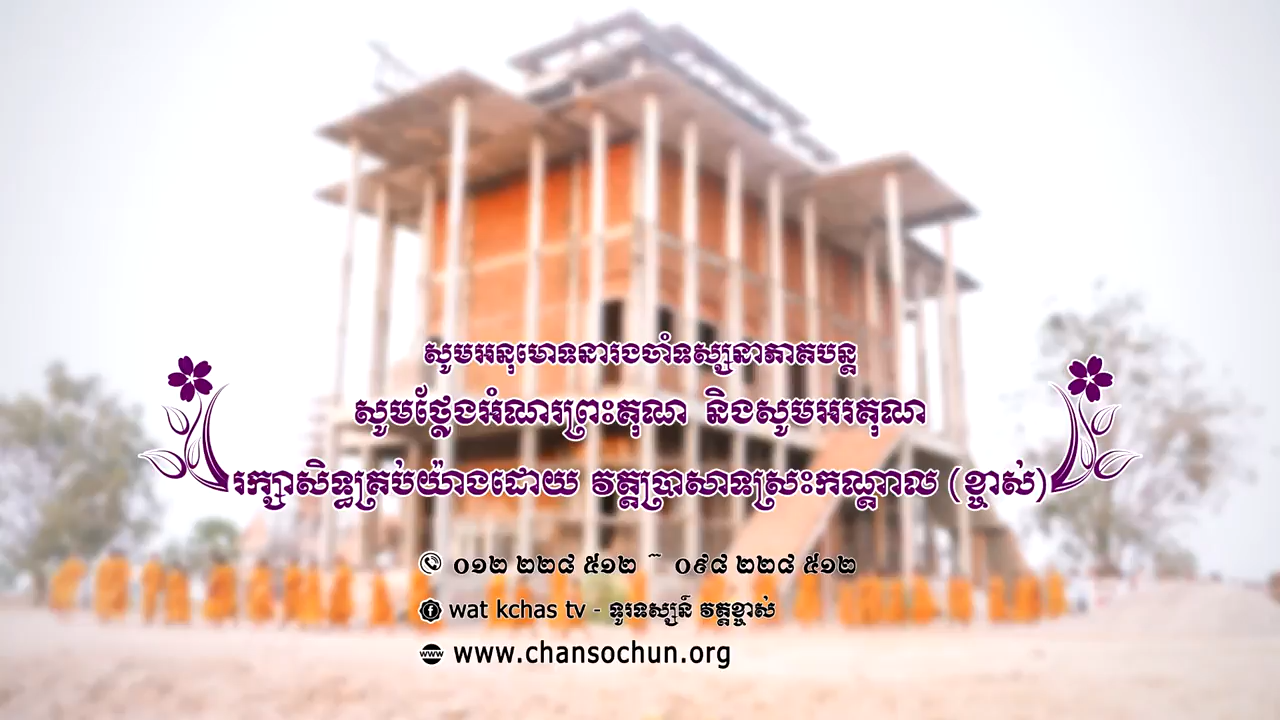 សូមអនុមោទនារងចាំទស្សនាភាគបន្ត
សូមថ្លែងអំណរព្រះគុណ និងសូមអរគុណ
រក្សាសិទ្ធគ្រប់យ៉ាងដោយ វត្តប្រាសាទស្រះកណ្តាល (ខ្ចាស់)
០១២ ២២៨ ៥១២ ~ ០៩៨ ២២៨ ៥១២
wat kchas tv - ទូរទស្សន៍ វត្តខ្ចាស់
www.chansochun.org